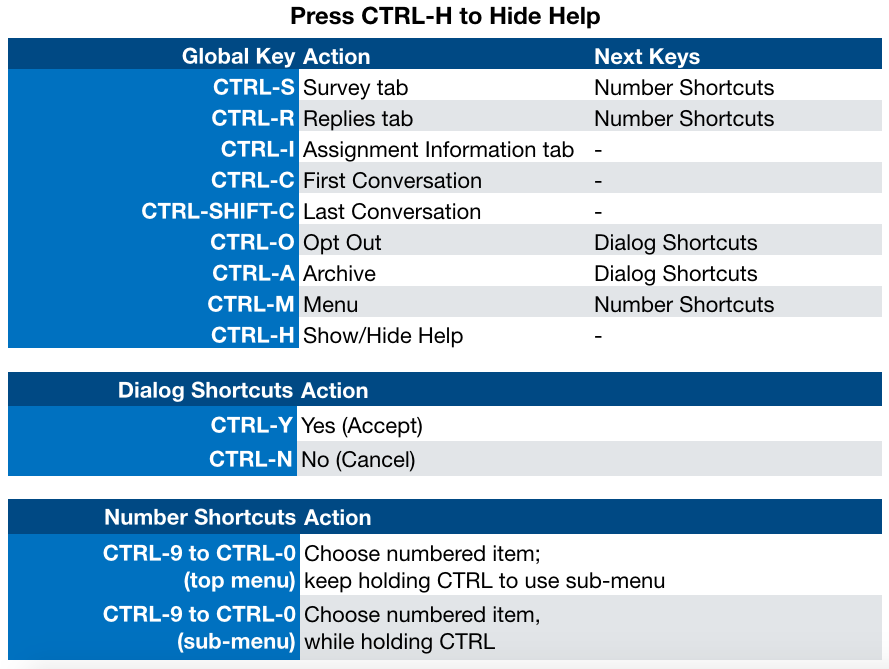 Press CTRL-H to Hide Help
Global Key Action Next Keys
CTRL-S Survey tab Number Shortcuts
CTRL-R Replies tab Number Shortcuts
CTRL-I Assignment Information tab -
CTRL-C First Conversation -
CTRL-SHIFT-C Last Conversation -
CTRL-O Opt Out Dialog Shortcuts
CTRL-A Archive Dialog Shortcuts
CTRL-M Menu Number Shortcuts
CTRL-H Show/Hide Help -
Dialog Shortcuts Action
CTRL-Y Yes (Accept)
CTRL-N No (Cancel)
Number Shortcuts Action
CTRL-9 to CTRL-0 Choose numbered item;
(top menu) keep holding CTRL to use sub-menu
CTRL-9 to CTRL-0 Choose numbered item,
(sub-menu) while holding CTRL